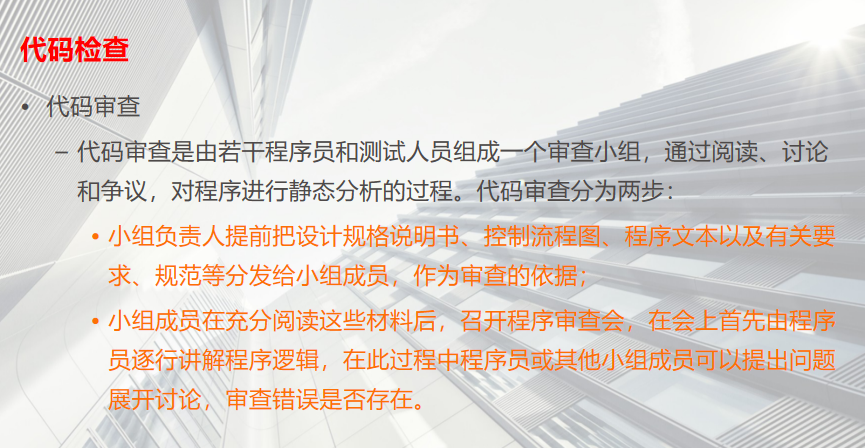 代码检查
• 代码审查
– 代码审查是由若干程序员和测试人员组成一个审查小组，通过阅读、讨论
和争议，对程序进行静态分析的过程。代码审查分为两步：
• 小组负责人提前把设计规格说明书、控制流程图、程序文本以及有关要
求、规范等分发给小组成员，作为审查的依据；
• 小组成员在充分阅读这些材料后，召开程序审查会，在会上首先由程序
员逐行讲解程序逻辑，在此过程中程序员或其他小组成员可以提出问题
展开讨论，审查错误是否存在。